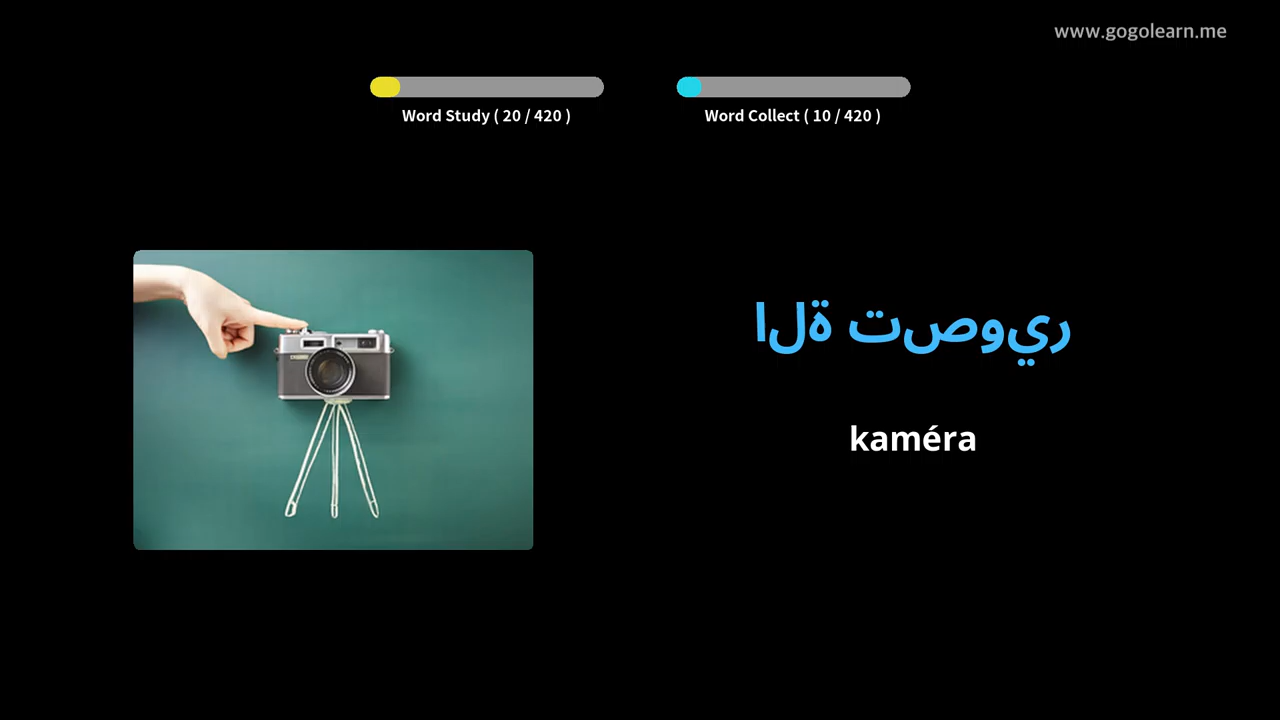 www.gogolearn.me
Word Study ( 20 / 420 )
Word Collect ( 10 / 420 )
الة تصوير
kaméra